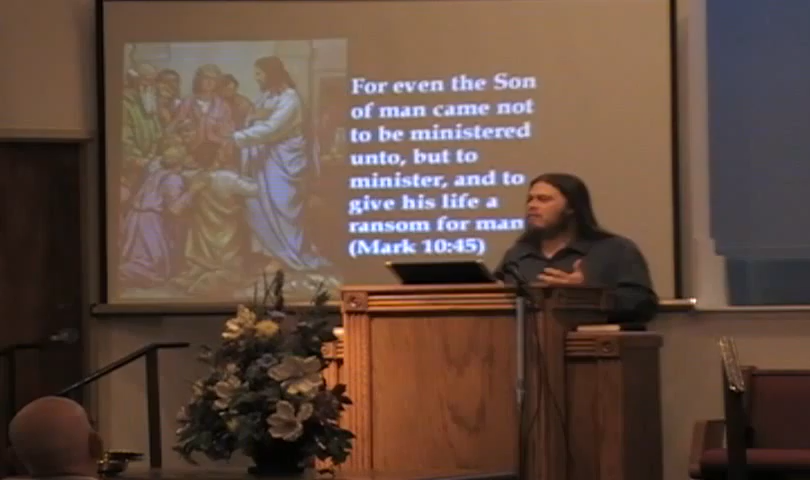 For even the Son
of man came not
to be ministered
unto, but to
minister, and to
give his life a
ransom for man
(Mark 10:45)